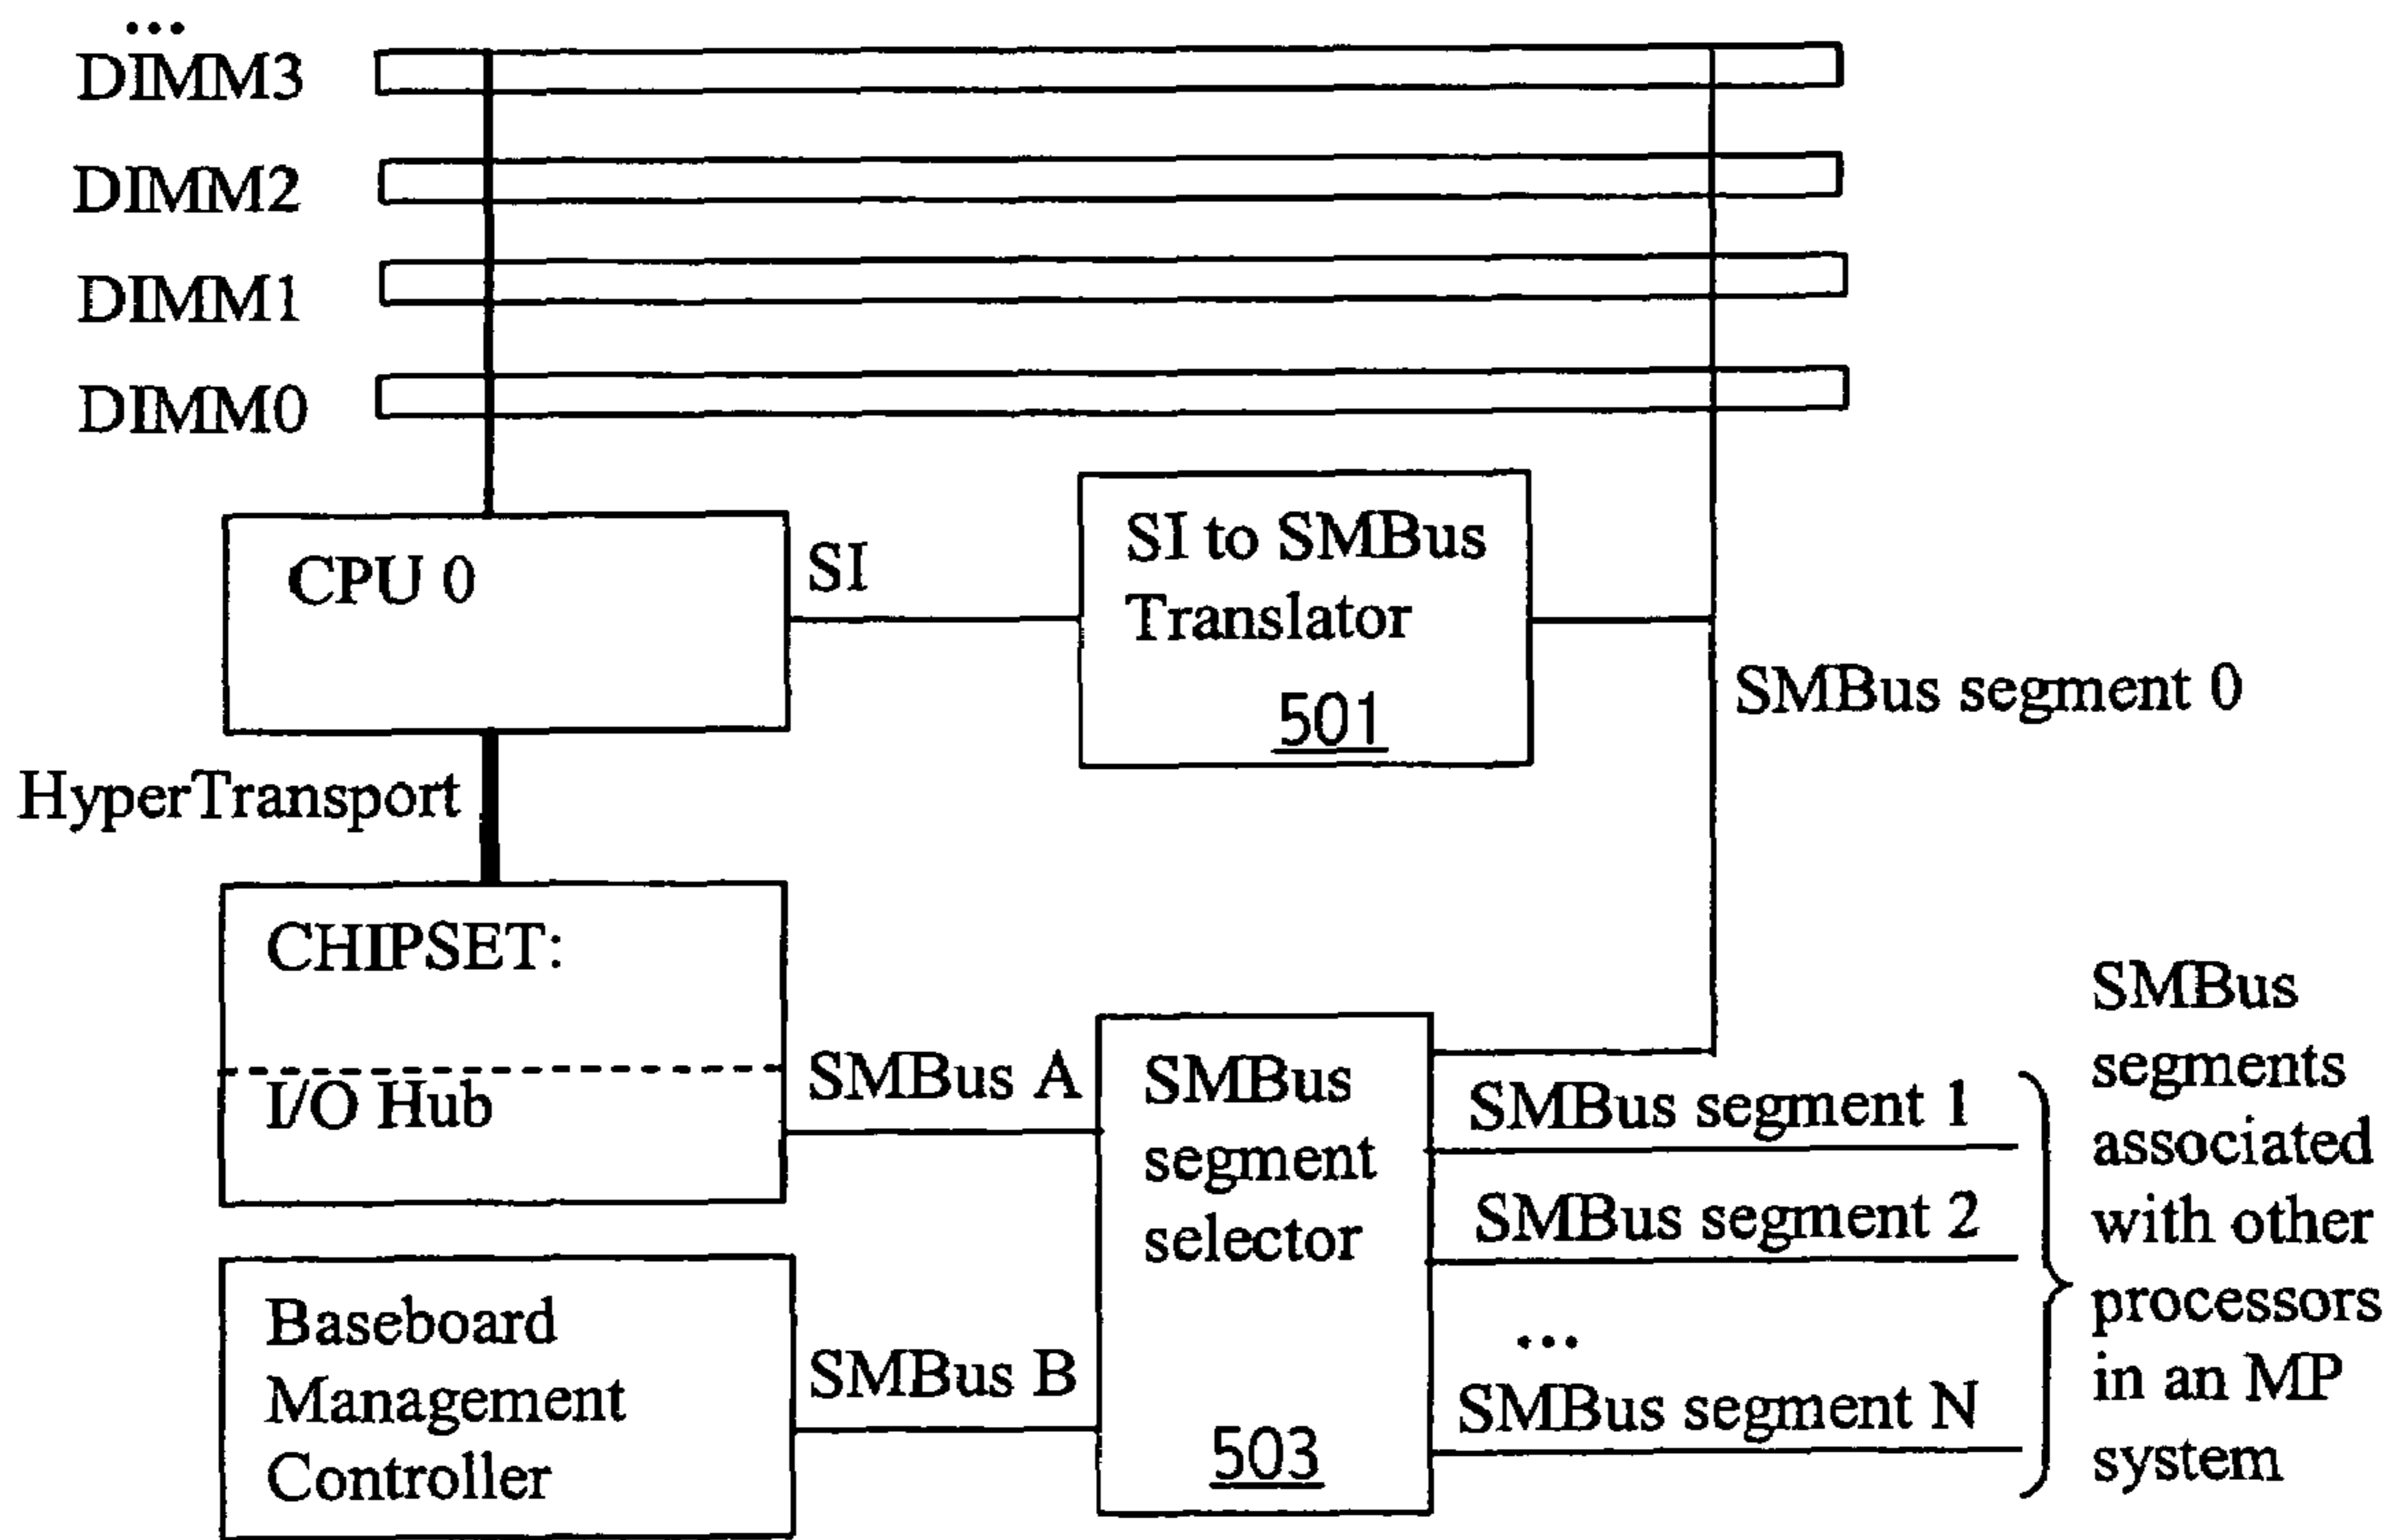 ...
DIMM3
DIMM2
DIMM1
DIMM0
CPU 0
SI
SI to SMBus
Translator
501
SMBus segment 0
HyperTransport
CHIPSET:
I/O Hub
SMBus A
SMBus
segment
selector
503
SMBus segment 1
SMBus segment 2
...
SMBus segment N
SMBus
segments
associated
with other
processors
in an MP
system
Baseboard
Management
Controller
SMBus B